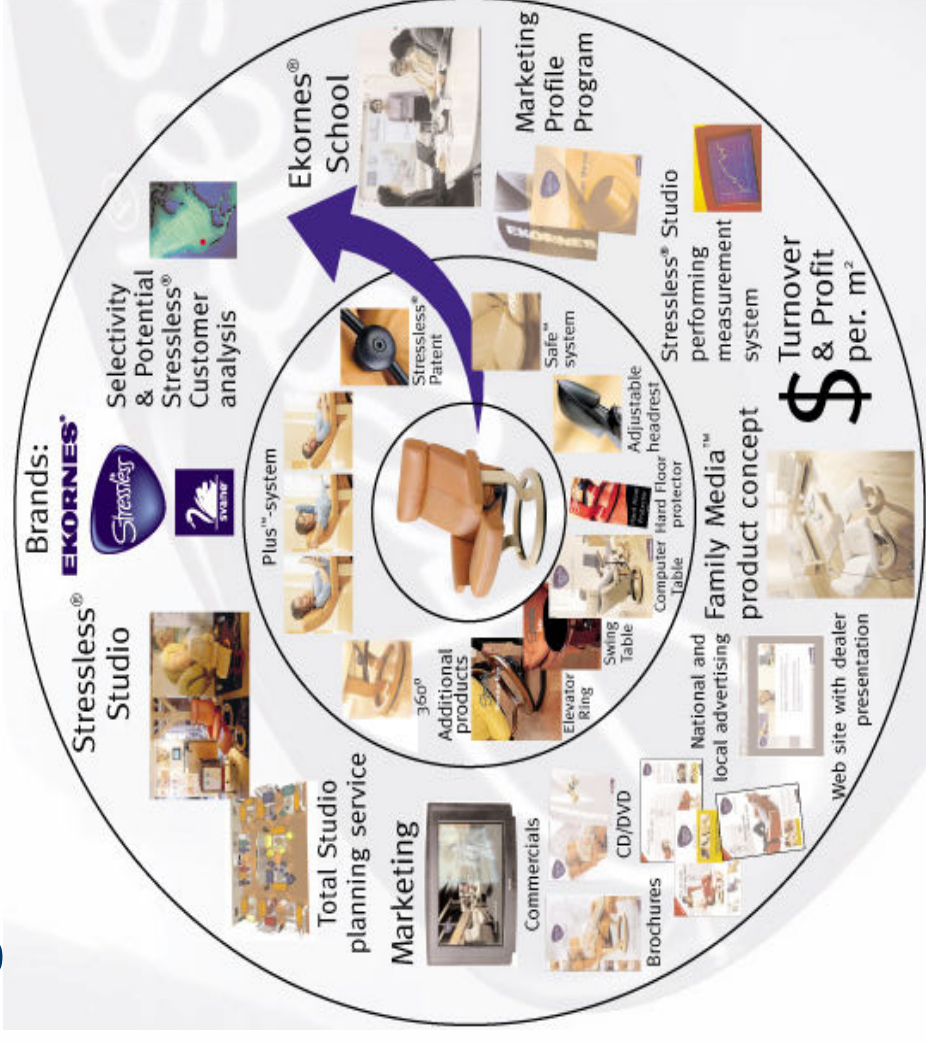 Brands:
EKORNES®
Stressless
svane
Stressless®
Studio
Selectivity
& Potential
Stressless®
Customer
analysis
Ekornes®
School
Total Studio
planning service
Marketing
Plus™-system
360º
Additional
products
Stressless®
Patent
Safe™
system
Adjustable
headrest
Hard Floor
protector
Computer
Table
Swing
Table
Elevator
Ring
Marketing
Profile
Program
EKORNES
Commercials
CD/DVD
Brochures
National and
local advertising
Web site with dealer
presentation
Family Media™
product concept
Stressless® Studio
performing
measurement
system
$ Turnover
& Profit
per. m²